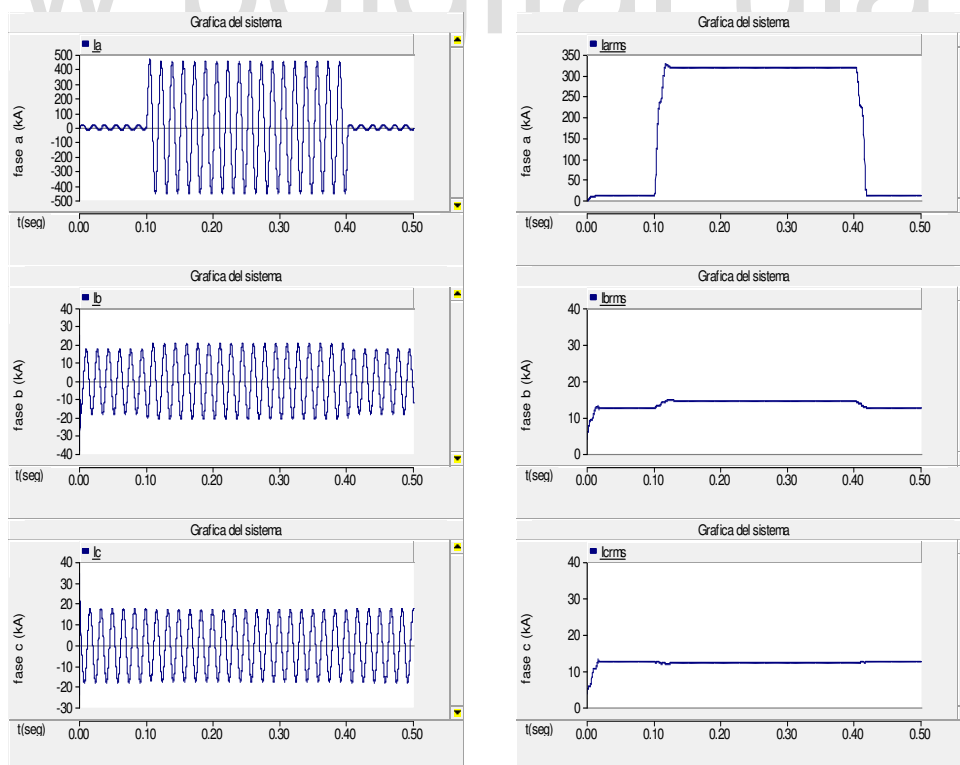 Grafica del sistema
Ia
fase a (kA)
500
400
300
200
100
0
-100
-200
-300
-400
-500
t(seg)
0.00 0.10 0.20 0.30 0.40 0.50
Grafica del sistema
Iarms
fase a (kA)
350
300
250
200
150
100
50
0
t(seg)
0.00 0.10 0.20 0.30 0.40 0.50
Grafica del sistema
Ib
fase b (kA)
40
30
20
10
0
-10
-20
-30
-40
t(seg)
0.00 0.10 0.20 0.30 0.40 0.50
Grafica del sistema
Ibrms
fase b (kA)
40
30
20
10
0
t(seg)
0.00 0.10 0.20 0.30 0.40 0.50
Grafica del sistema
Ic
fase c (kA)
40
30
20
10
0
-10
-20
-30
t(seg)
0.00 0.10 0.20 0.30 0.40 0.50
Grafica del sistema
Icrms
fase c (kA)
40
30
20
10
0
t(seg)
0.00 0.10 0.20 0.30 0.40 0.50